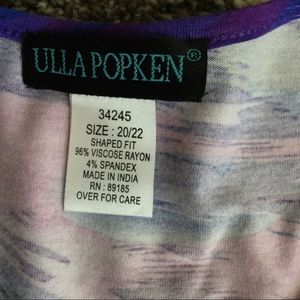 ULLA POPKEN®
34245
SIZE : 20/22
SHAPED FIT
96% VISCOSE RAYON
4% SPANDEX
MADE IN INDIA
RN : 89185
OVER FOR CARE